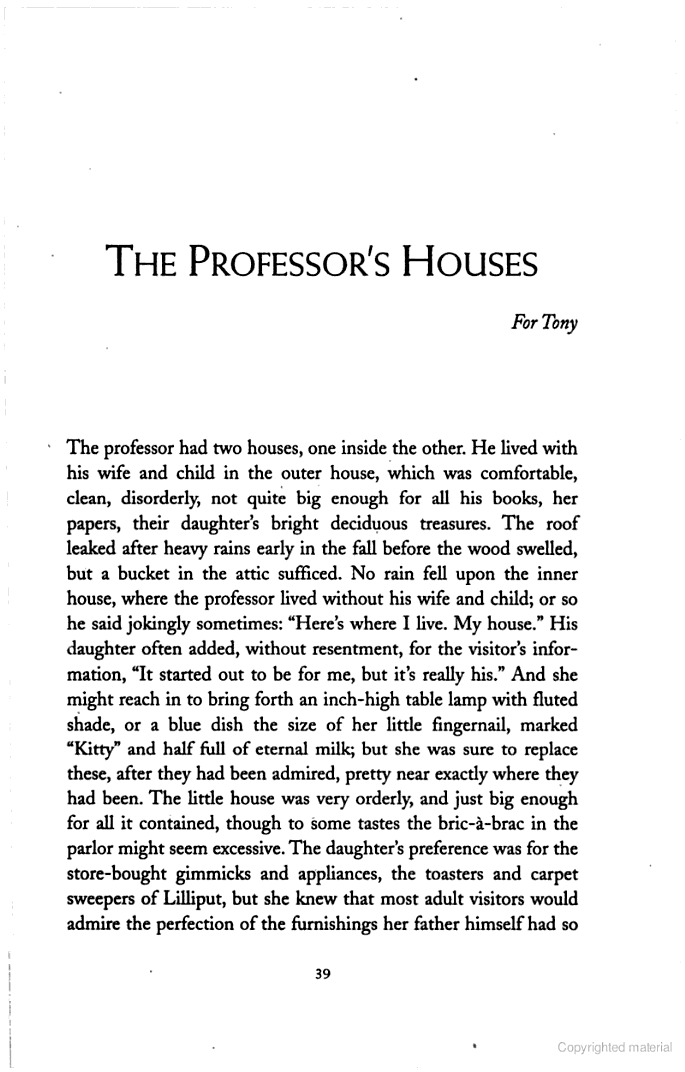 THE PROFESSOR'S HOUSES
For Tony
The professor had two houses, one inside the other. He lived with
his wife and child in the outer house, which was comfortable,
clean, disorderly, not quite big enough for all his books, her
papers, their daughter's bright deciduous treasures. The roof
leaked after heavy rains early in the fall before the wood swelled,
but a bucket in the attic sufficed. No rain fell upon the inner
house, where the professor lived without his wife and child; or so
he said jokingly sometimes: “Here's where I live. My house.” His
daughter often added, without resentment, for the visitor's infor-
mation, “It started out to be for me, but it's really his.” And she
might reach in to bring forth an inch-high table lamp with fluted
shade, or a blue dish the size of her little fingernail, marked
“Kitty” and half full of eternal milk; but she was sure to replace
these, after they had been admired, pretty near exactly where they
had been. The little house was very orderly, and just big enough
for all it contained, though to some tastes the bric-à-brac in the
parlor might seem excessive. The daughter's preference was for the
store-bought gimmicks and appliances, the toasters and carpet
sweepers of Lilliput, but she knew that most adult visitors would
admire the perfection of the furnishings her father himself had so
39
Copyrighted material